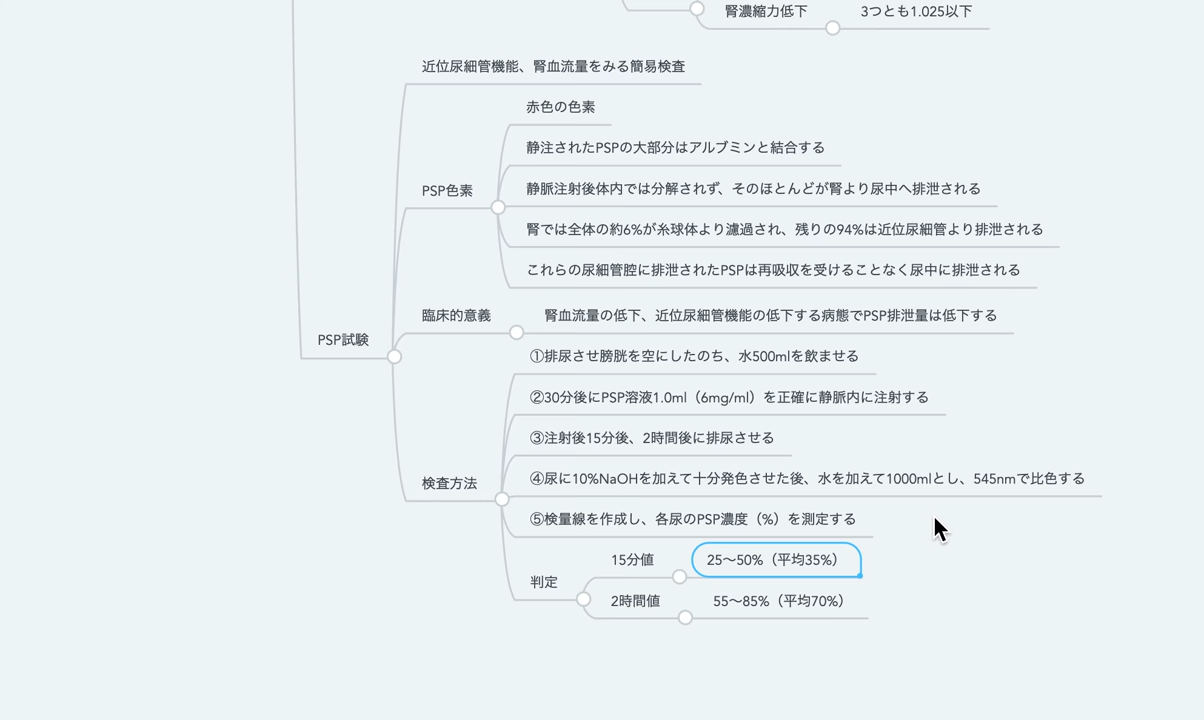 腎濃縮力低下
3つとも1.025以下
近位尿細管機能、腎血流量をみる簡易検査
赤色の色素
静注されたPSPの大部分はアルブミンと結合する
PSP色素
静脈注射後体内では分解されず、そのほとんどが腎より尿中へ排泄される
腎では全体の約6%が糸球体より濾過され、残りの94%は近位尿細管より排泄される
これらの尿細管腔に排泄されたPSPは再吸収を受けることなく尿中に排泄される
臨床的意義
腎血流量の低下、近位尿細管機能の低下する病態でPSP排泄量は低下する
PSP試験
①排尿させ膀胱を空にしたのち、水500mlを飲ませる
②30分後にPSP溶液1.0ml（6mg/ml）を正確に静脈内に注射する
③注射後15分後、2時間後に排尿させる
検査方法
④尿に10%NaOHを加えて十分発色させた後、水を加えて1000mlとし、545nmで比色する
⑤検量線を作成し、各尿のPSP濃度（%）を測定する
判定
15分値
25〜50%（平均35%）
2時間値
55〜85%（平均70%）